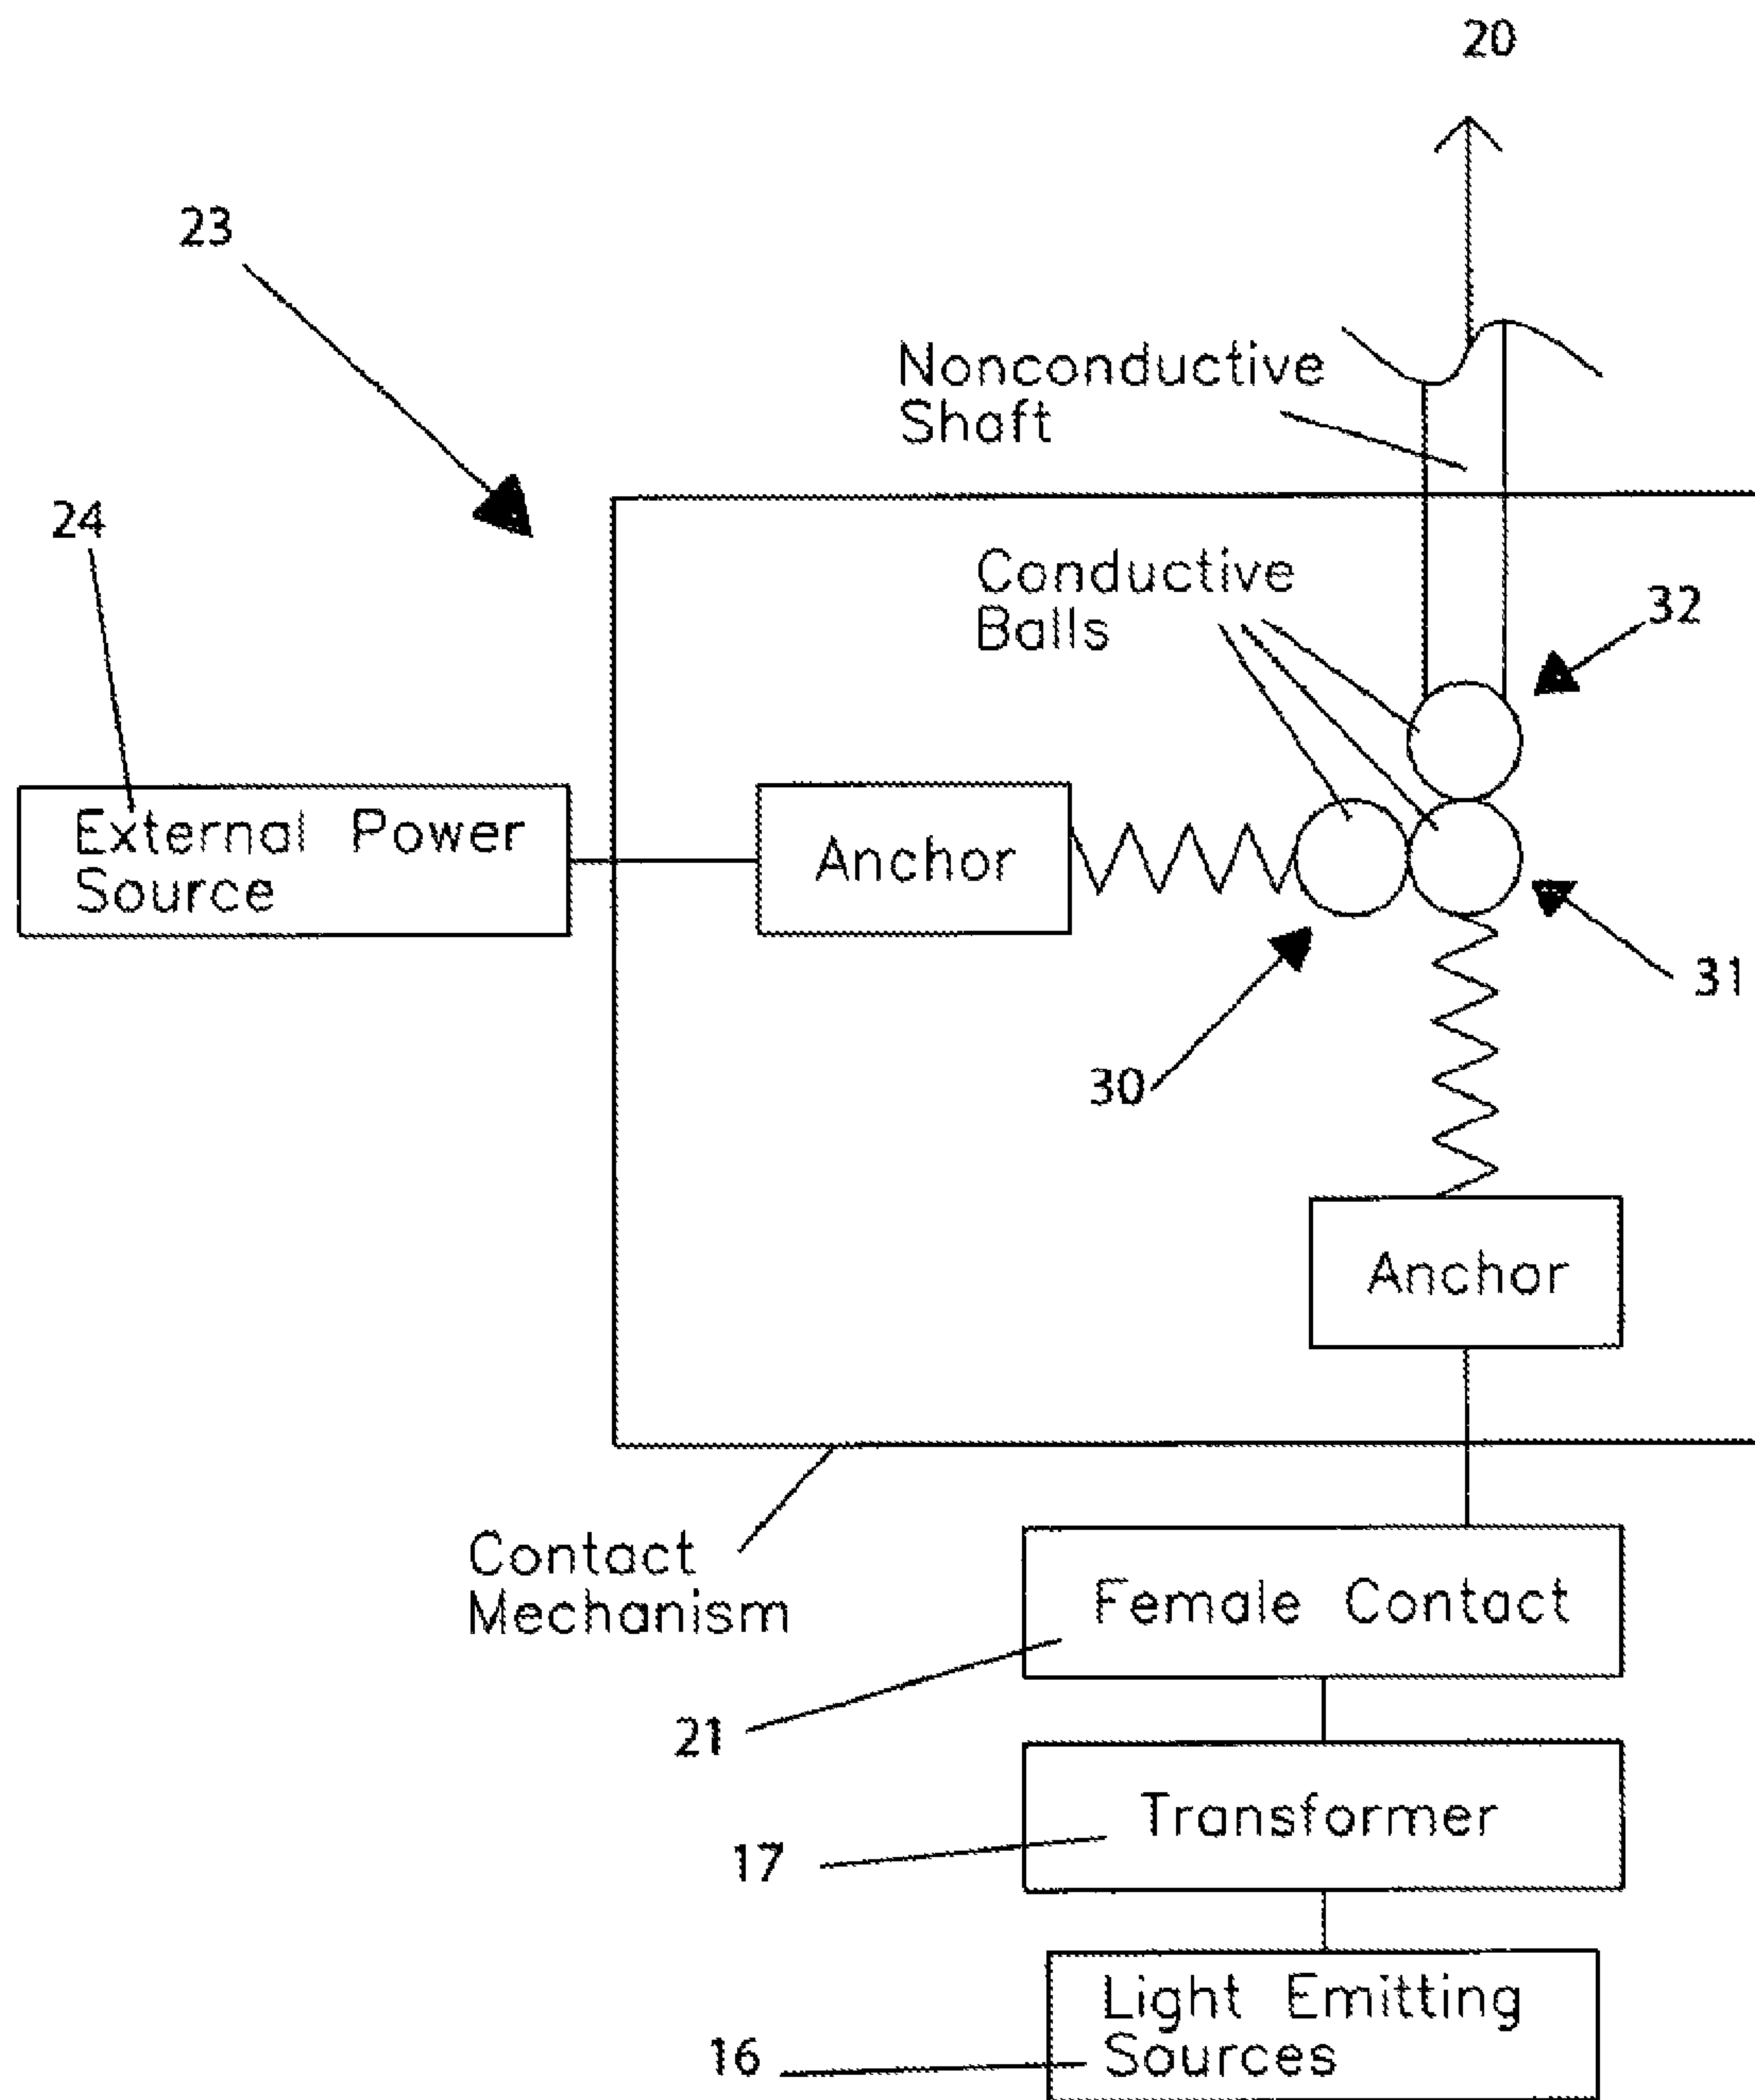 20
23
Nonconductive
Shaft
24
Conductive
Balls
32
External Power
Source
Anchor
31
30
Anchor
Contact
Mechanism
Female Contact
21
Transformer
17
Light Emitting
Sources
16